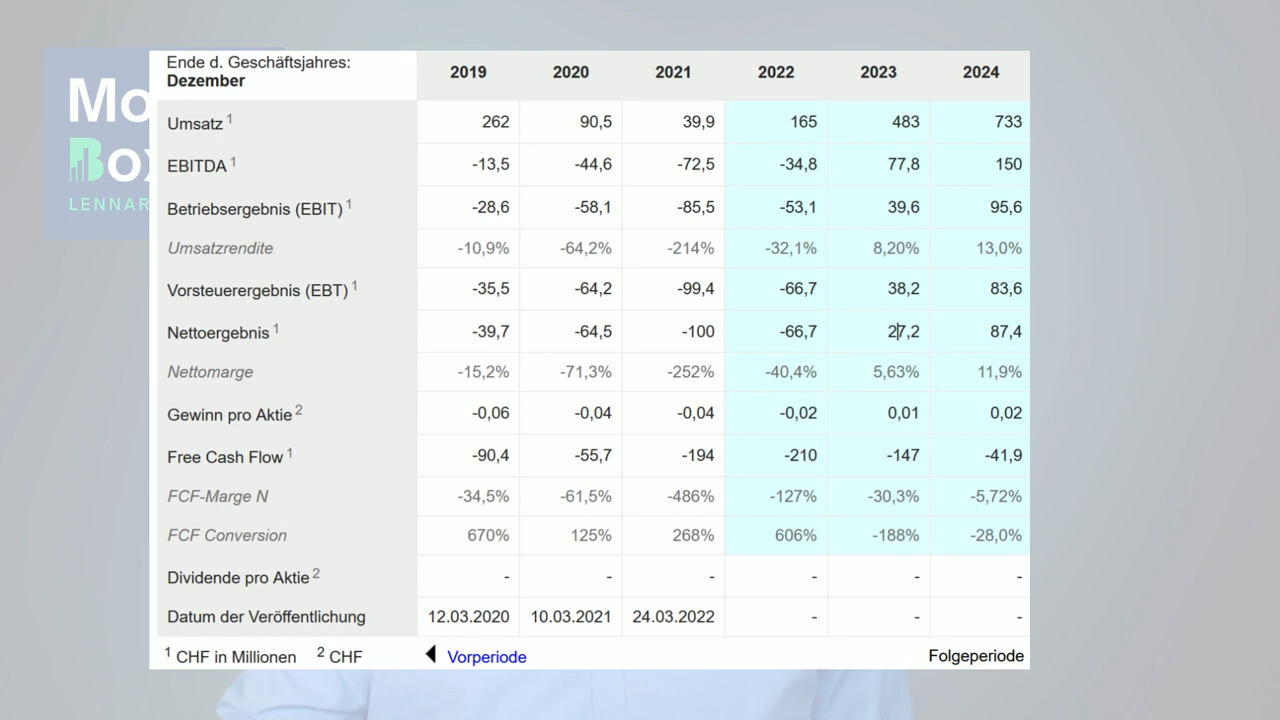 Mo
Box
LENNAR
Ende d. Geschäftsjahres:
Dezember 2019 2020 2021 2022 2023 2024
Umsatz 1 262 90,5 39,9 165 483 733
EBITDA 1 -13,5 -44,6 -72,5 -34,8 77,8 150
Betriebsergebnis (EBIT) 1 -28,6 -58,1 -85,5 -53,1 39,6 95,6
Umsatzrendite -10,9% -64,2% -214% -32,1% 8,20% 13,0%
Vorsteuerergebnis (EBT) 1 -35,5 -64,2 -99,4 -66,7 38,2 83,6
Nettoergebnis 1 -39,7 -64,5 -100 -66,7 27,2 87,4
Nettomarge -15,2% -71,3% -252% -40,4% 5,63% 11,9%
Gewinn pro Aktie 2 -0,06 -0,04 -0,04 -0,02 0,01 0,02
Free Cash Flow 1 -90,4 -55,7 -194 -210 -147 -41,9
FCF-Marge N -34,5% -61,5% -486% -127% -30,3% -5,72%
FCF Conversion 670% 125% 268% 606% -188% -28,0%
Dividende pro Aktie 2 - - - - - -
Datum der Veröffentlichung 12.03.2020 10.03.2021 24.03.2022 - - -
1 CHF in Millionen 2 CHF Vorperiode Folgeperiode